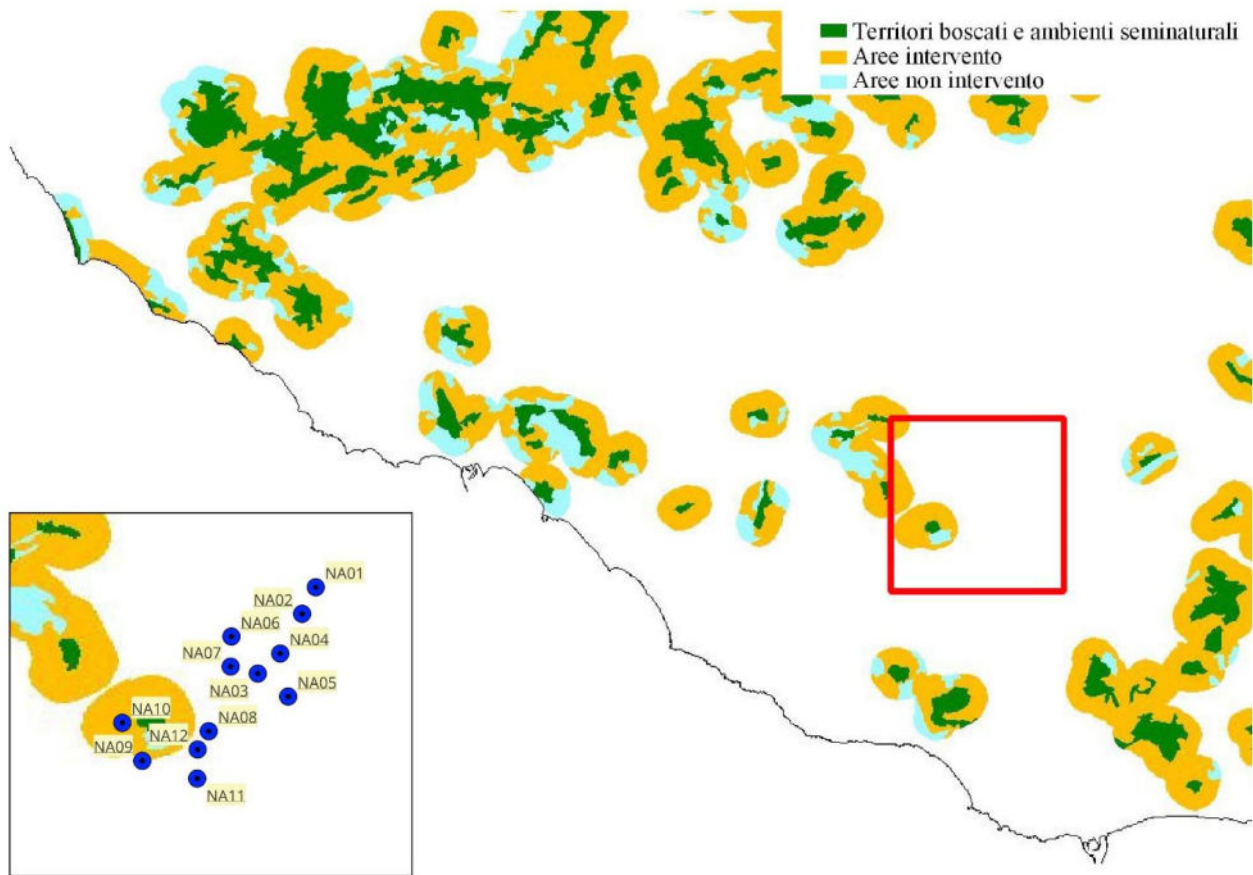 Territori boscati e ambienti seminaturali
Aree intervento
Aree non intervento
NA01
NA02
NA06
NA04
NA07
NA03
NA05
NA10
NA08
NA12
NA09
NA11